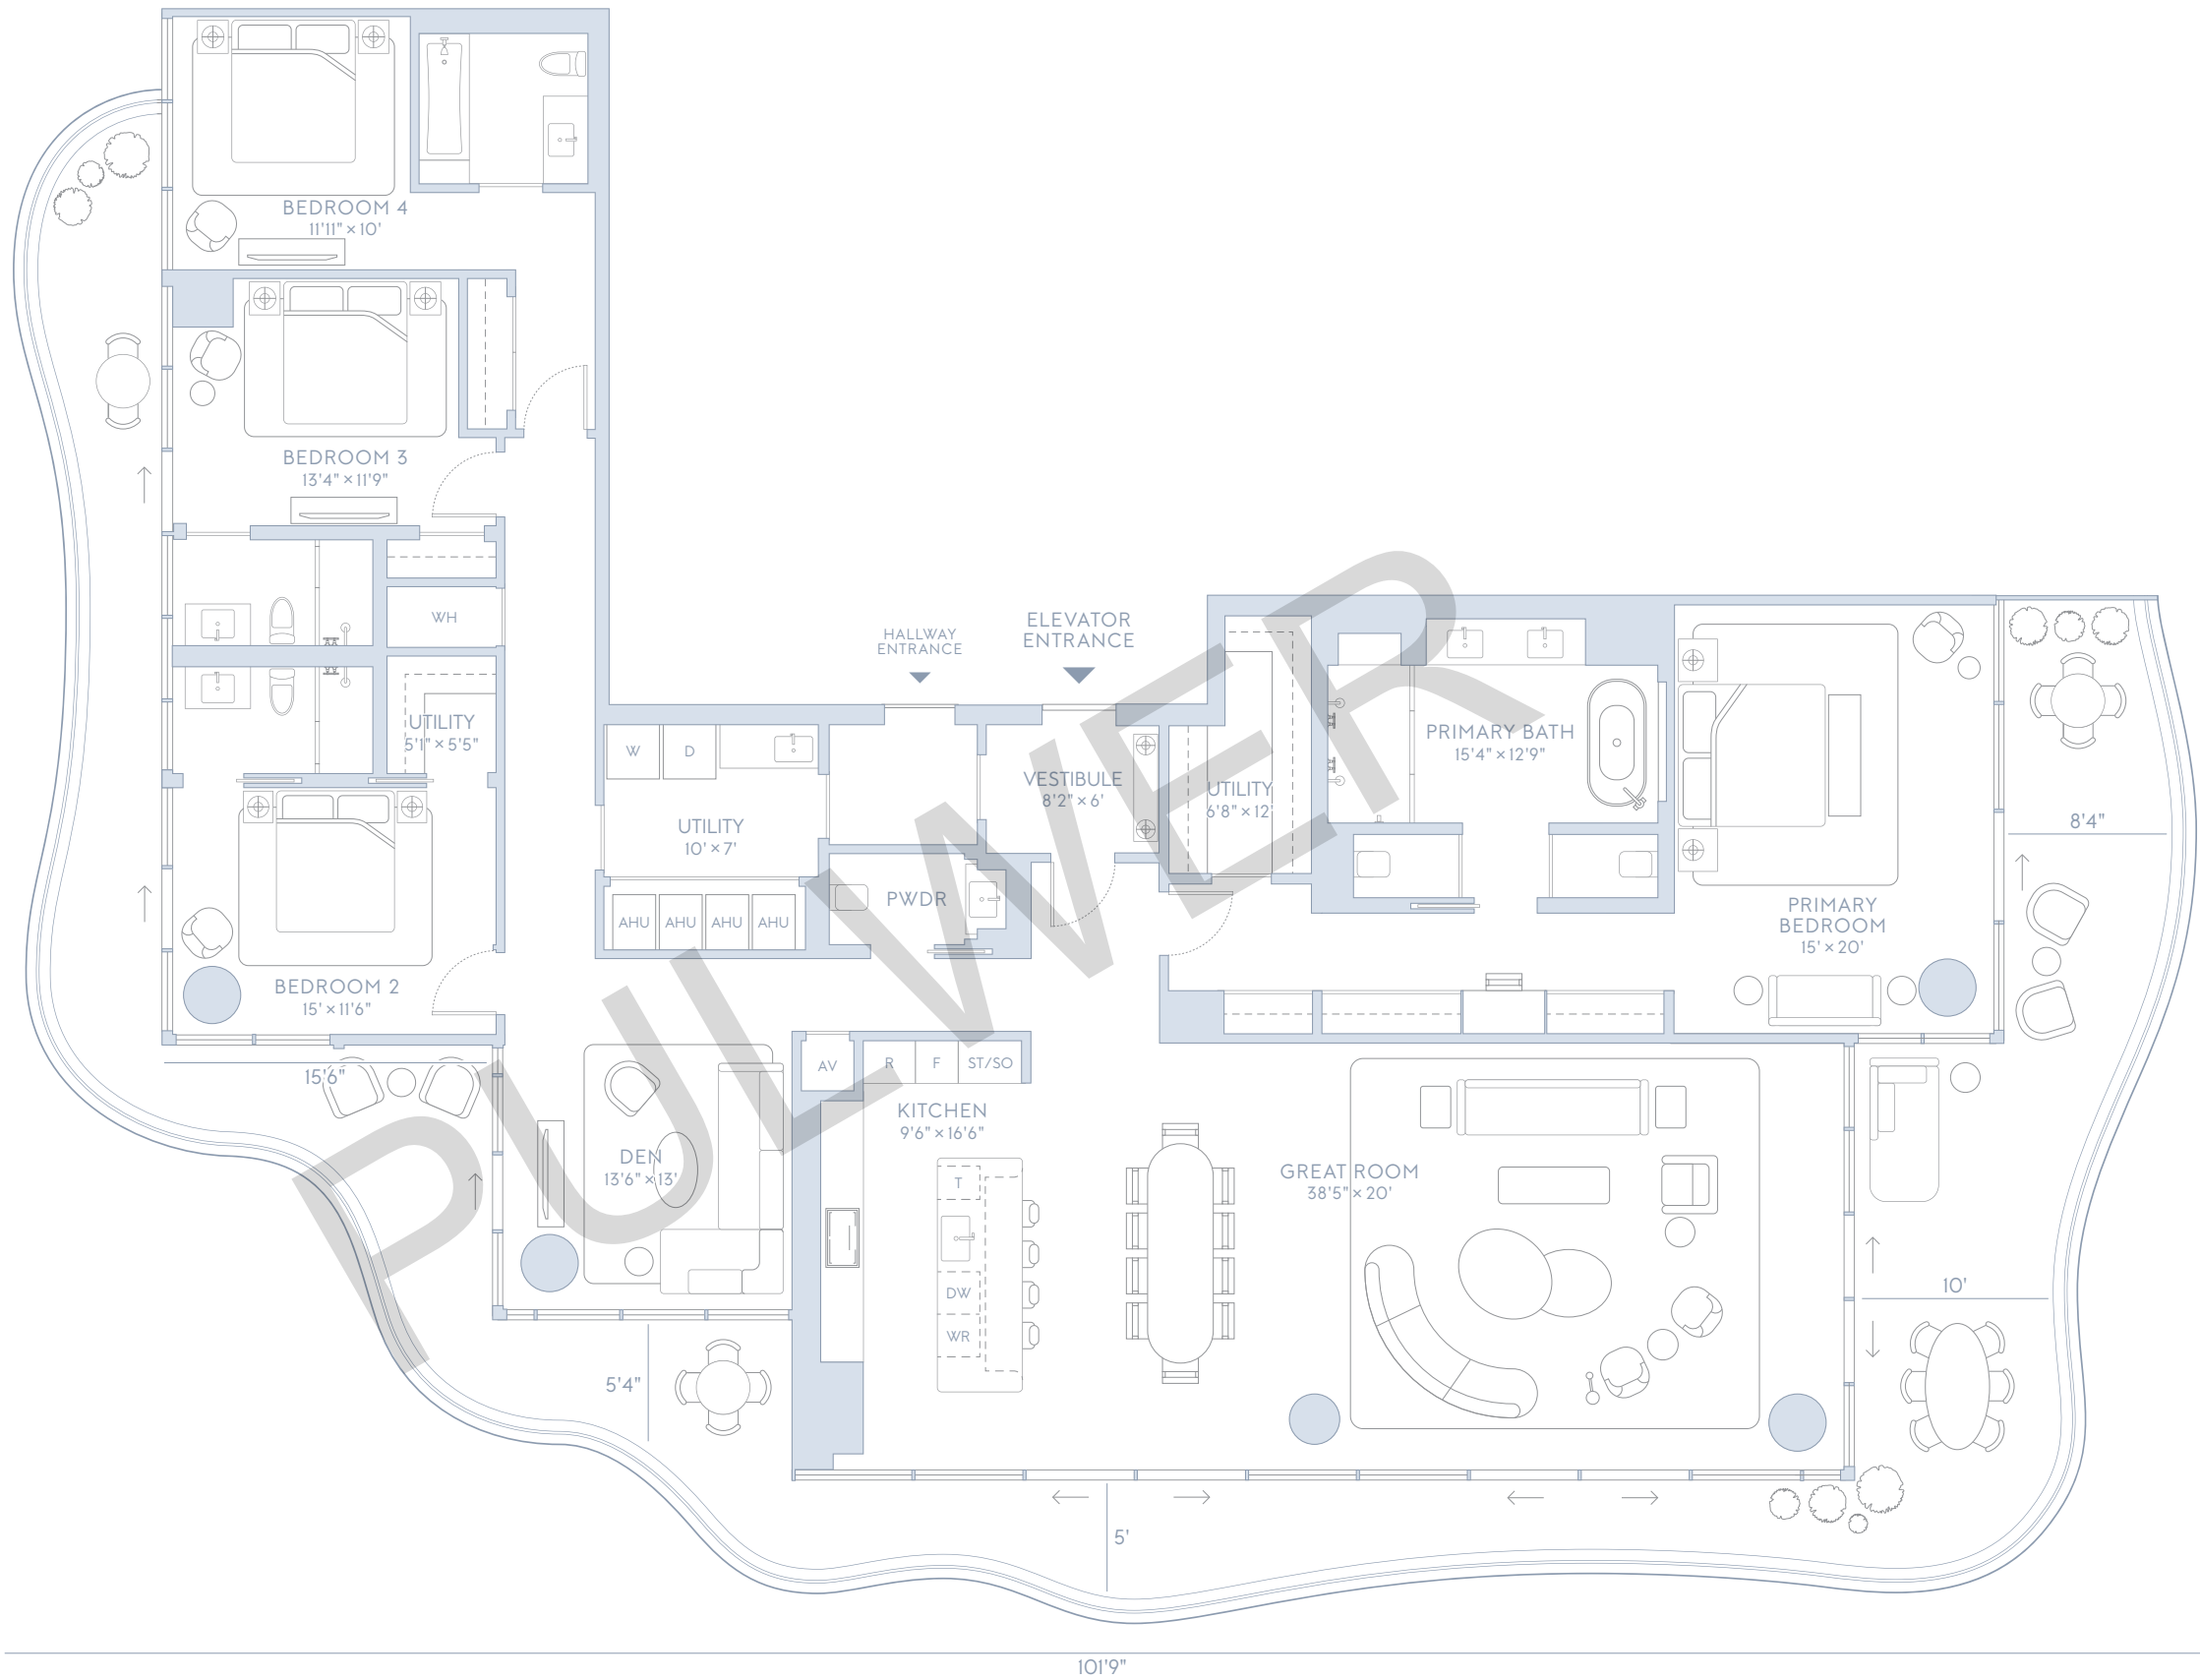 BEDROOM 4
11'11" × 10'
BEDROOM 3
13'4" × 11'9"
WH
UTILITY
5'1" × 5'5"
BEDROOM 2
15' × 11'6"
15'6"
HALLWAY
ENTRANCE
ELEVATOR
ENTRANCE
W
D
UTILITY
10' × 7'
AHU
AHU
AHU
AHU
PWDR
VESTIBULE
8'2" × 6'
UTILITY
6'8" × 12'
PRIMARY BATH
15'4" × 12'9"
PRIMARY
BEDROOM
15' × 20'
8'4"
AV
R
F
ST/SO
KITCHEN
9'6" × 16'6"
T
DW
WR
DEN
13'6" × 13'
GREAT ROOM
38'5" × 20'
10'
5'4"
5'
101'9"
PULWER